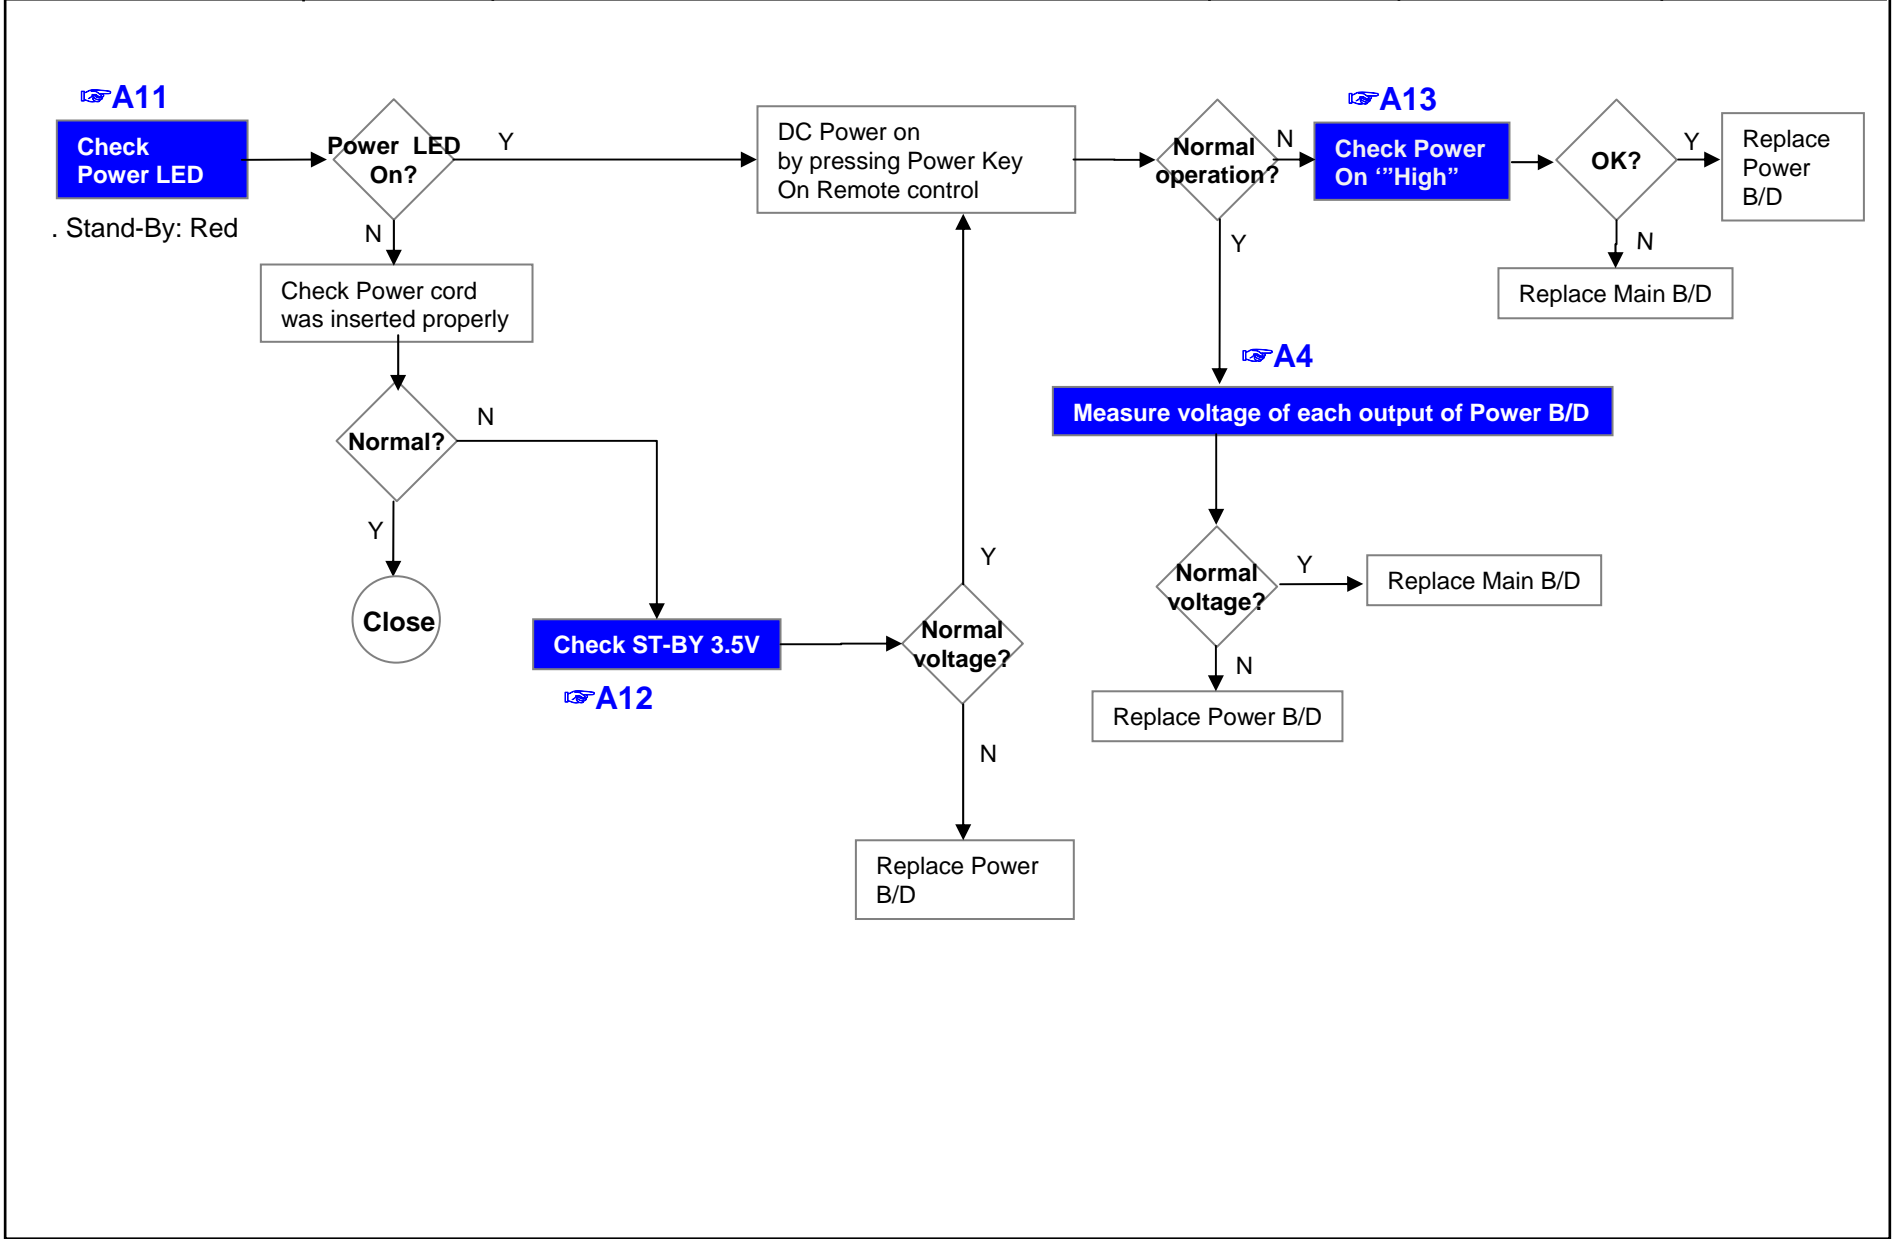 ☞A11
Check
Power LED
. Stand-By: Red
Power LED
On?
Y
N
Check Power cord
was inserted properly
Normal?
N
Y
Close
Check ST-BY 3.5V
☞A12
Normal
voltage?
Y
N
Replace Power
B/D
DC Power on
by pressing Power Key
On Remote control
Normal
operation?
N
Y
☞A13
Check Power
On ‘”High”
OK?
Y
Replace
Power
B/D
N
Replace Main B/D
☞A4
Measure voltage of each output of Power B/D
Normal
voltage?
Y
Replace Main B/D
N
Replace Power B/D